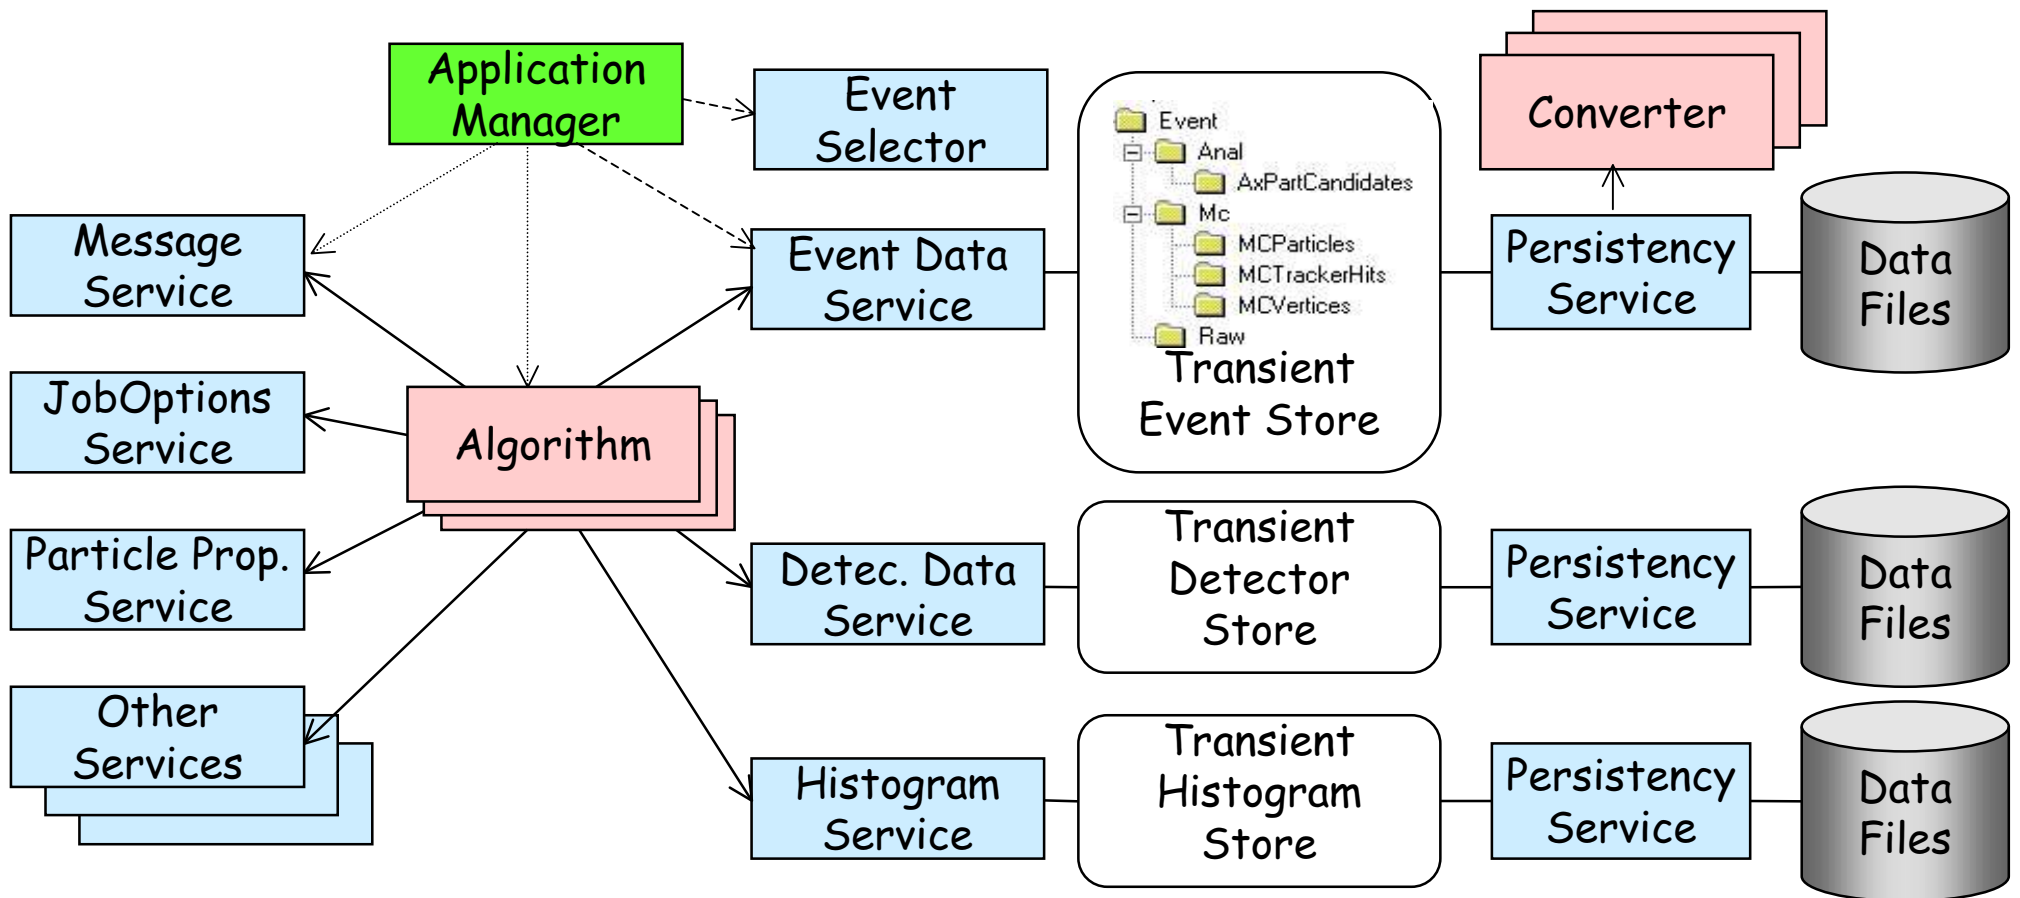 Application
Manager
Event
Selector
Event
Anal
AxPartCandidates
Mc
MCParticles
MCTrackerHits
MCVertices
Raw
Transient
Event Store
Converter
Message
Service
Event Data
Service
Persistency
Service
Data
Files
JobOptions
Service
Algorithm
Particle Prop.
Service
Detec. Data
Service
Transient
Detector
Store
Persistency
Service
Data
Files
Other
Services
Histogram
Service
Transient
Histogram
Store
Persistency
Service
Data
Files